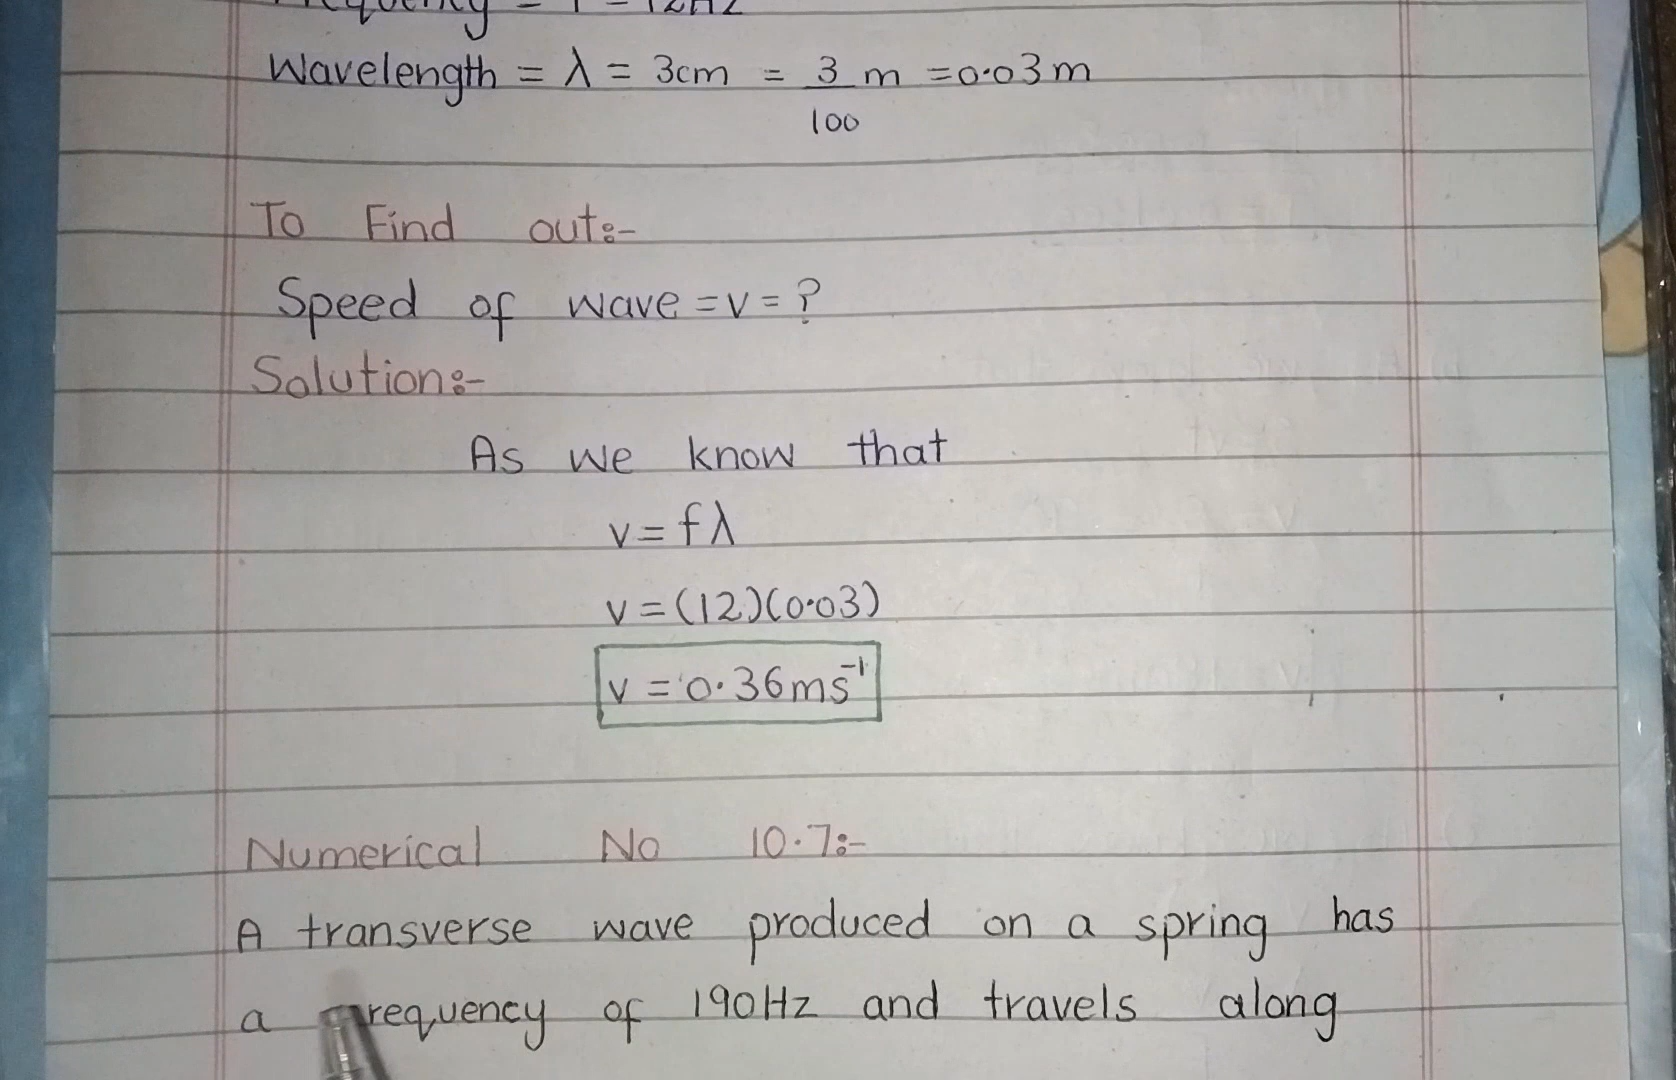 Frequency = f = 12Hz
Wavelength = λ = 3cm = 3/100 m = 0.03m
To Find out:-
Speed of wave = v = ?
Solution:-
As we know that
v = fλ
v = (12)(0.03)
v = 0.36ms⁻¹
Numerical No 10.7:-
A transverse wave produced on a spring has
a frequency of 190Hz and travels along